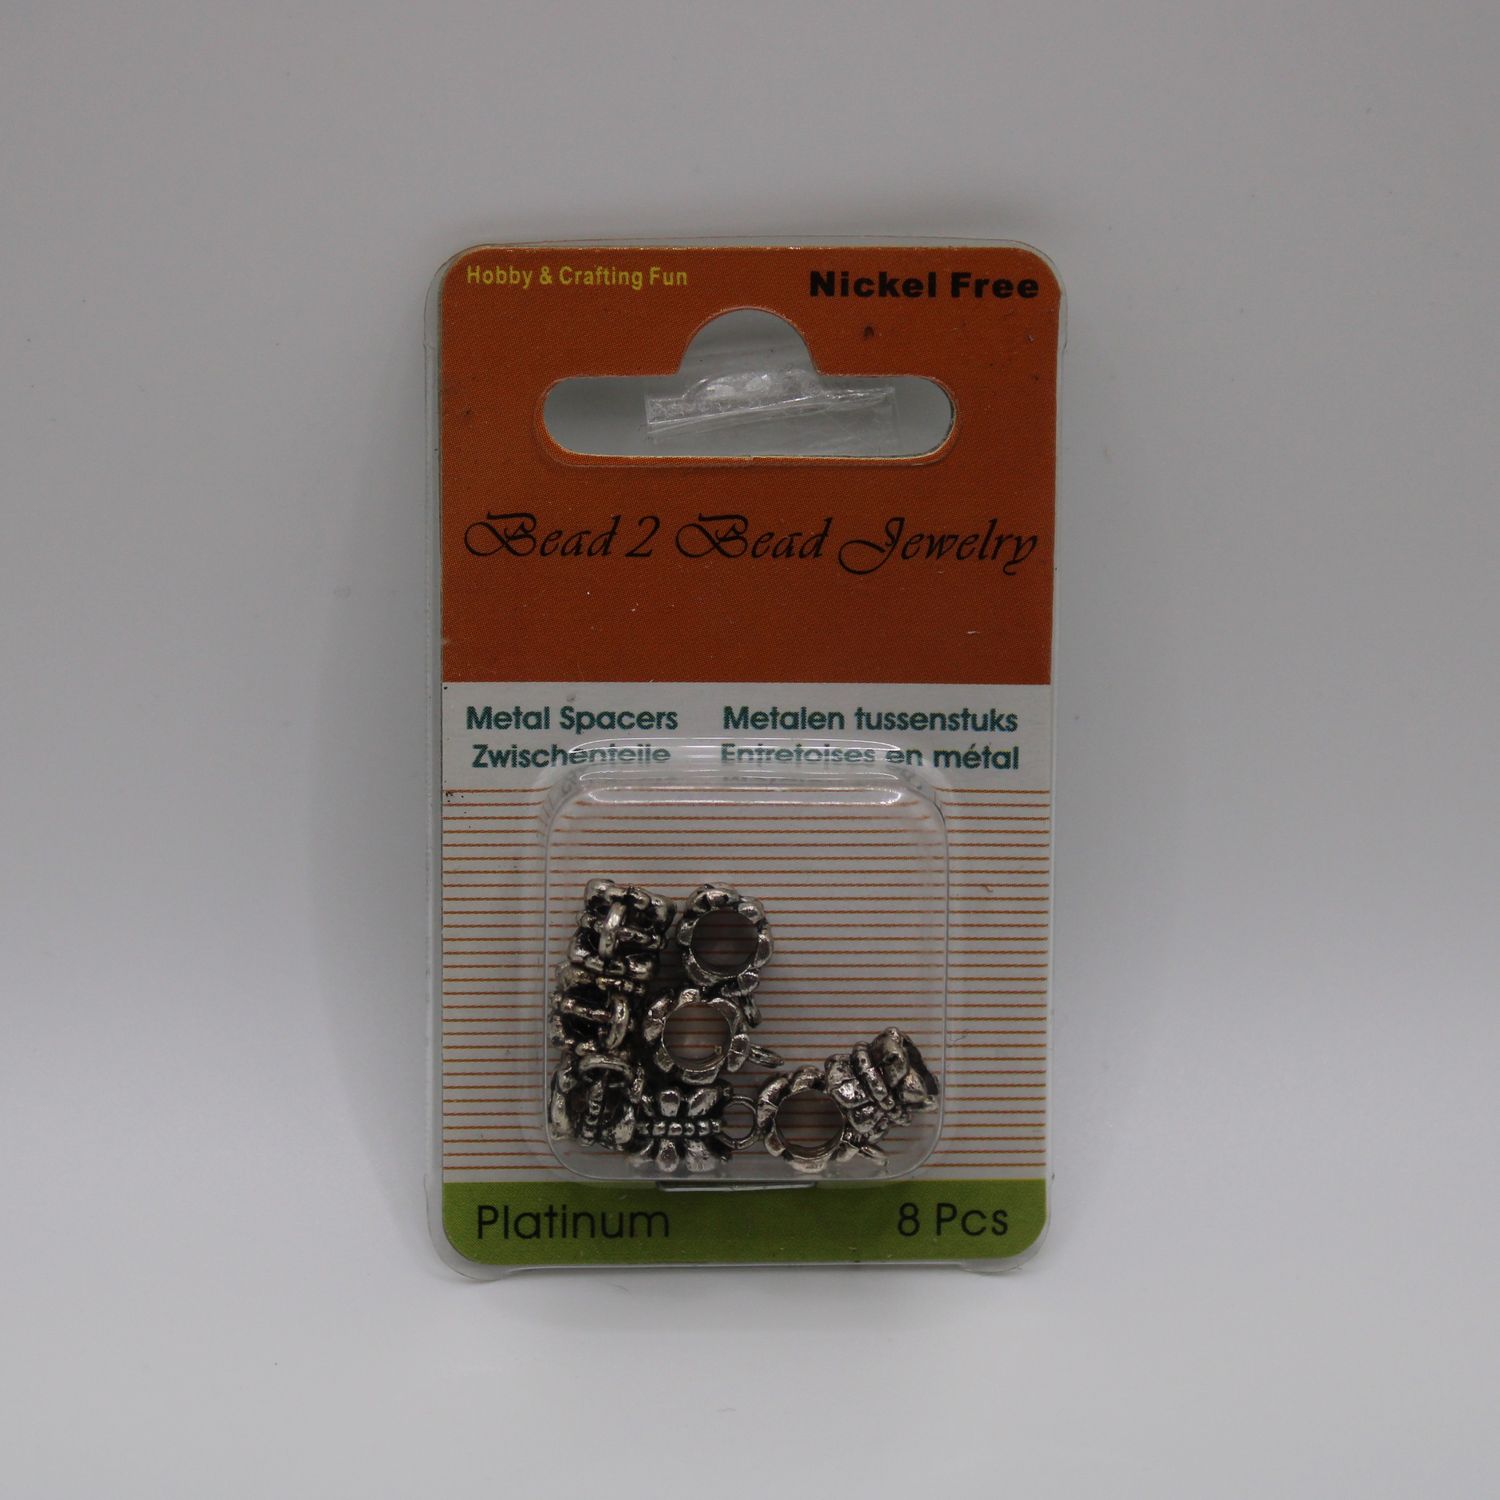 Hobby & Crafting Fun
Nickel Free
Bead 2 Bead Jewelry
Metal Spacers Metalen tussenstuks
Zwischenteile Entretoises en métal
Platinum 8 Pcs